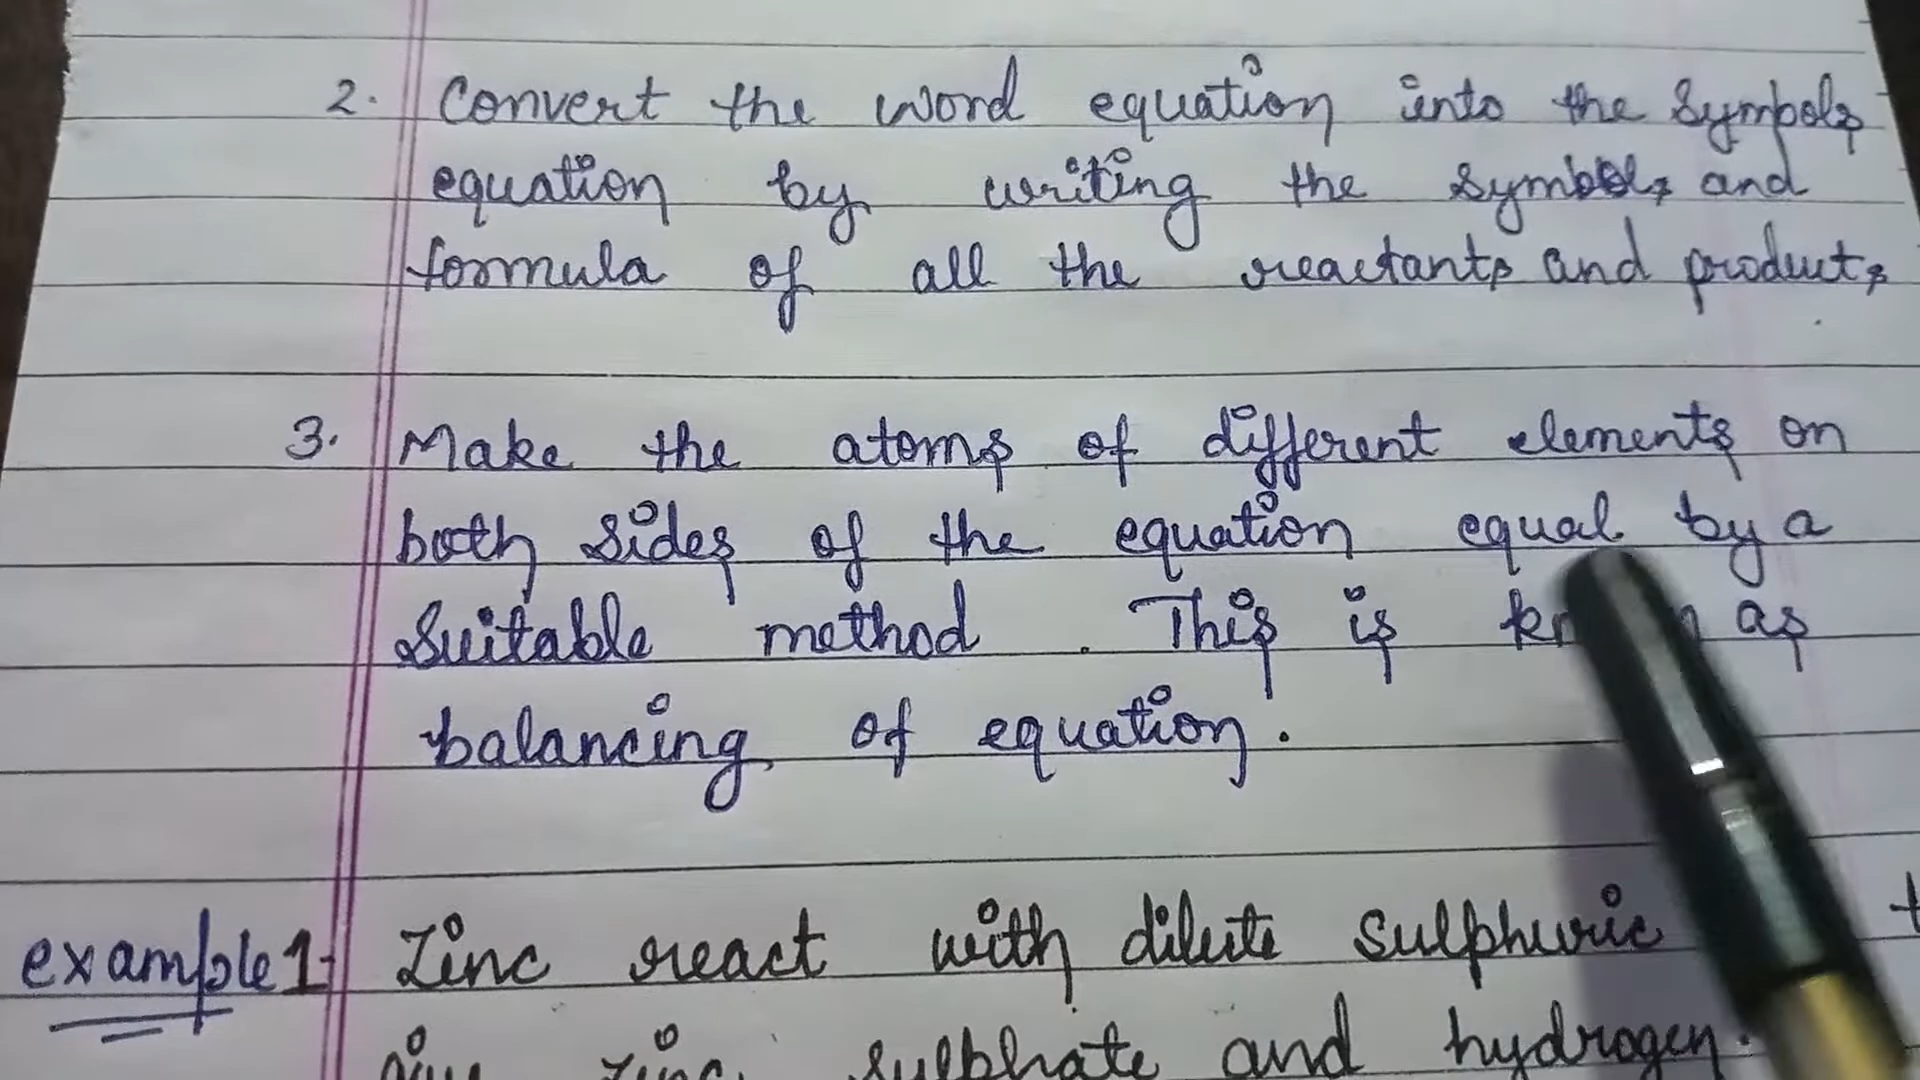 2. Convert the word equation into the Symbols
equation by writing the symbols and
formula of all the reactants and products
.
3. Make the atoms of different elements on
both sides of the equation equal by a
Suitable method . This is as
balancing of equation.
example 1- Zinc react with dilute sulphuric
give zinc sulphate and hydrogen.